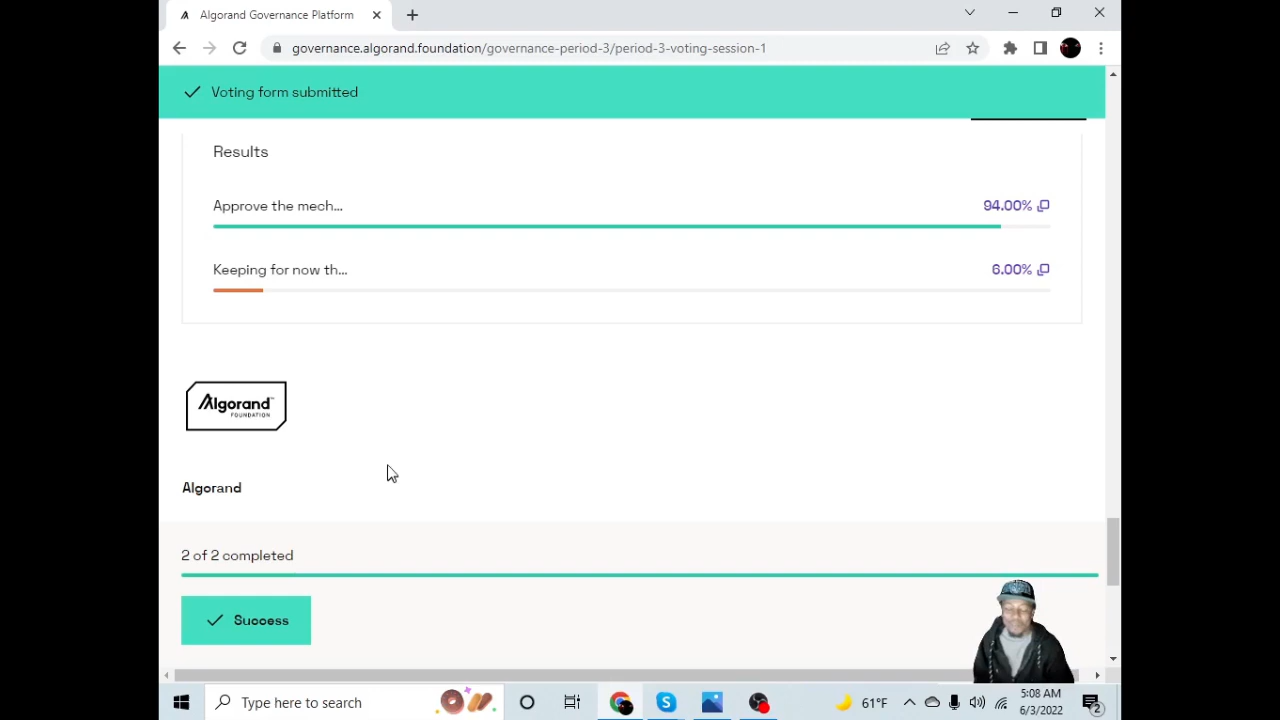 Algorand Governance Platform
governance.algorand.foundation/governance-period-3/period-3-voting-session-1
Voting form submitted
Results
Approve the mech...
94.00%
Keeping for now th...
6.00%
Algorand™
FOUNDATION
Algorand
2 of 2 completed
Success
Type here to search
61°F
5:08 AM
6/3/2022
2